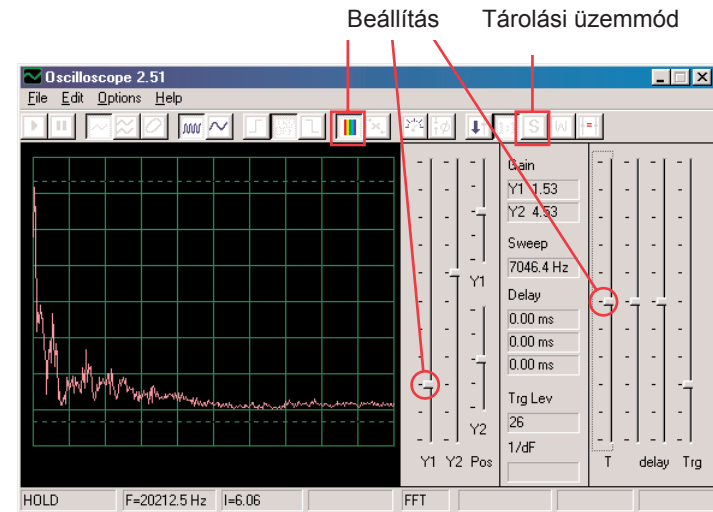 Beállítás Tárolási üzemmód
Oscilloscope 2.51
File Edit Options Help
Gain
Y1 1.53
Y2 4.53
Sweep
7046.4 Hz
Y1
Delay
0.00 ms
0.00 ms
0.00 ms
Trg Lev
26
Y2
1/dF
Y1 Y2 Pos T delay Trg
HOLD F=20212.5 Hz I=6.06 FFT